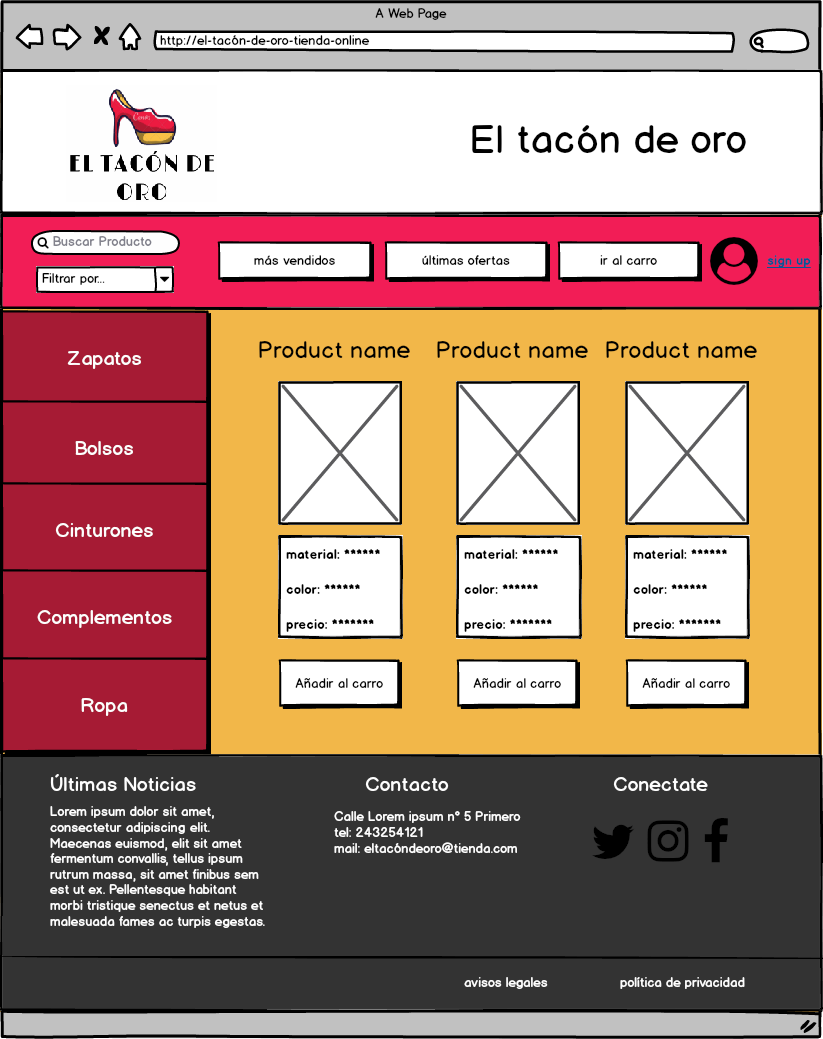 A Web Page
http://el-tacón-de-oro-tienda-online
EL TACÓN DE
ORO
El tacón de oro
Buscar Producto
Filtrar por...
más vendidos
últimas ofertas
ir al carro
sign up
Zapatos
Bolsos
Cinturones
Complementos
Ropa
Product name
Product name
Product name
material: ******
color: ******
precio: *******
material: ******
color: ******
precio: *******
material: ******
color: ******
precio: *******
Añadir al carro
Añadir al carro
Añadir al carro
Últimas Noticias
Lorem ipsum dolor sit amet,
consectetur adipiscing elit.
Maecenas euismod, elit sit amet
fermentum convallis, tellus ipsum
rutrum massa, sit amet finibus sem
est ut ex. Pellentesque habitant
morbi tristique senectus et netus et
malesuada fames ac turpis egestas.
Contacto
Calle Lorem ipsum nº 5 Primero
tel: 243254121
mail: eltacóndeoro@tienda.com
Conectate
avisos legales
política de privacidad